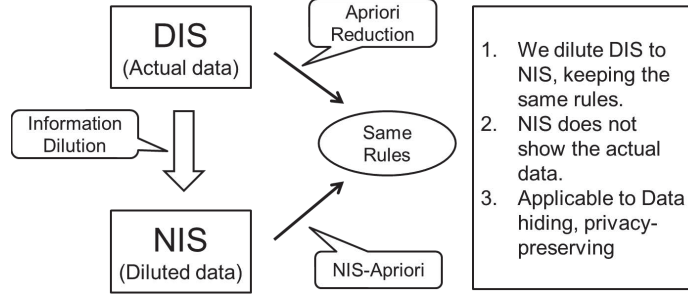 DIS
(Actual data)
Apriori
Reduction
Information
Dilution
Same
Rules
NIS
(Diluted data)
NIS-Apriori
1. We dilute DIS to
NIS, keeping the
same rules.
2. NIS does not
show the actual
data.
3. Applicable to Data
hiding, privacy-
preserving